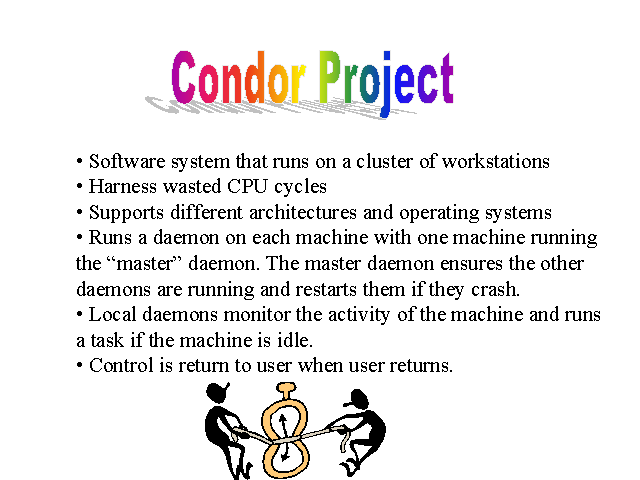 Condor Project
• Software system that runs on a cluster of workstations
• Harness wasted CPU cycles
• Supports different architectures and operating systems
• Runs a daemon on each machine with one machine running
the “master” daemon. The master daemon ensures the other
daemons are running and restarts them if they crash.
• Local daemons monitor the activity of the machine and runs
a task if the machine is idle.
• Control is return to user when user returns.